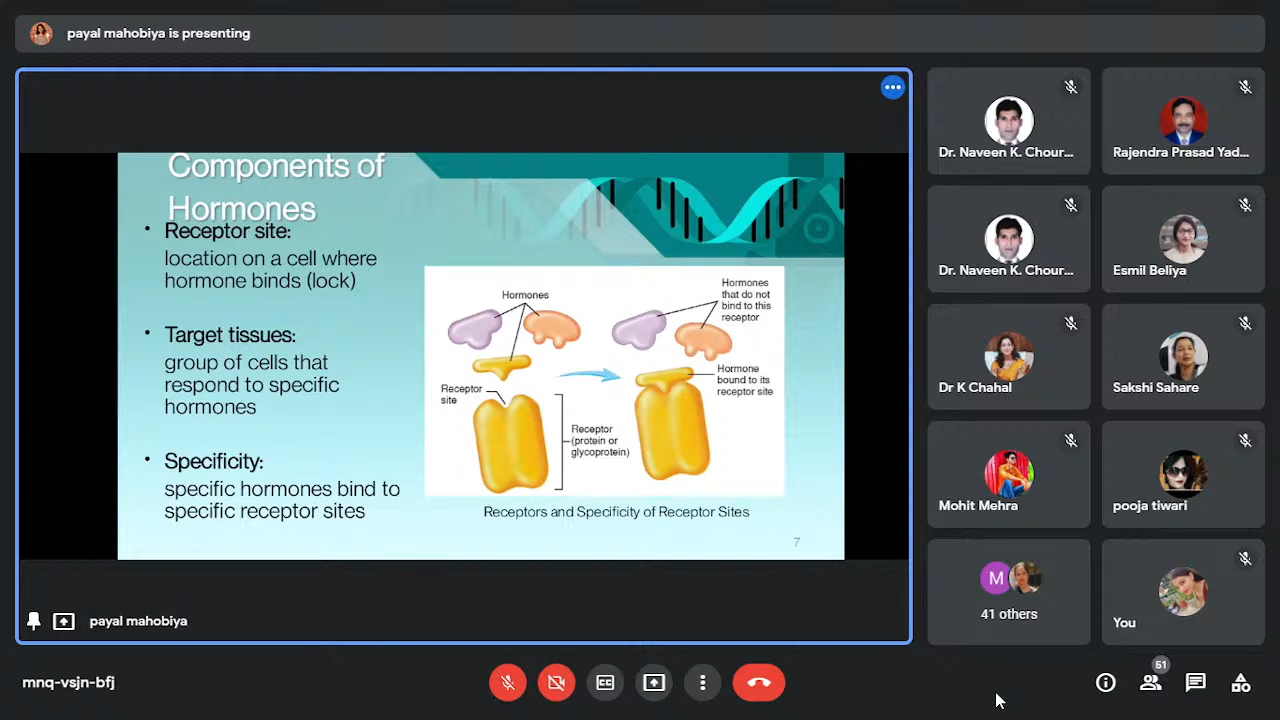 payal mahobiya is presenting
Components of
Hormones
• Receptor site:
location on a cell where
hormone binds (lock)
• Target tissues:
group of cells that
respond to specific
hormones
• Specificity:
specific hormones bind to
specific receptor sites
Hormones
Receptor
site
Receptor
(protein or
glycoprotein)
Hormones
that do not
bind to this
receptor
Hormone
bound to its
receptor site
Receptors and Specificity of Receptor Sites
7
payal mahobiya
Dr. Naveen K. Chour...
Rajendra Prasad Yad...
Dr. Naveen K. Chour...
Esmil Beliya
Dr K Chahal
Sakshi Sahare
Mohit Mehra
pooja tiwari
M
41 others
You
mnq-vsjn-bfj
CC
51